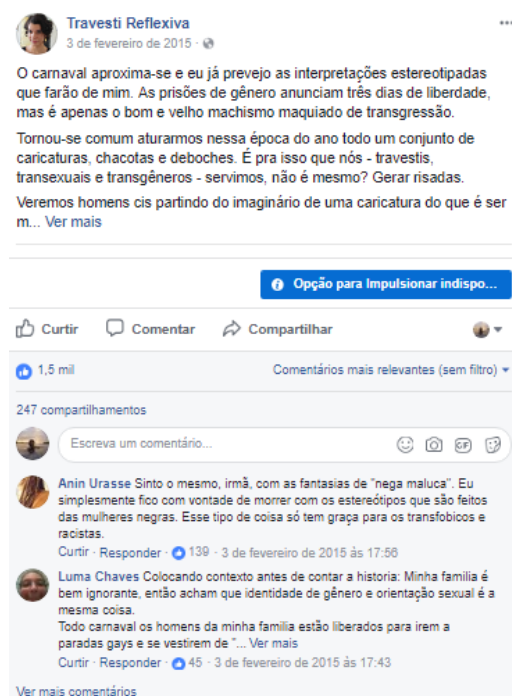 Travesti Reflexiva
3 de fevereiro de 2015 ·
O carnaval aproxima-se e eu já prevejo as interpretações estereotipadas
que farão de mim. As prisões de gênero anunciam três dias de liberdade,
mas é apenas o bom e velho machismo maquiado de transgressão.
Tornou-se comum aturarmos nessa época do ano todo um conjunto de
caricaturas, chacotas e deboches. É pra isso que nós - travestis,
transexuais e transgêneros - servimos, não é mesmo? Gerar risadas.
Veremos homens cis partindo do imaginário de uma caricatura do que é ser
m... Ver mais
Opção para Impulsionar indispo...
Curtir Comentar Compartilhar
1,5 mil Comentários mais relevantes (sem filtro)
247 compartilhamentos
Escreva um comentário...
GIF
Anin Urasse Sinto o mesmo, irmã, com as fantasias de "nega maluca". Eu
simplesmente fico com vontade de morrer com os estereótipos que são feitos
das mulheres negras. Esse tipo de coisa só tem graça para os transfobicos e
racistas.
Curtir · Responder · 139 · 3 de fevereiro de 2015 às 17:56
Luma Chaves Colocando contexto antes de contar a historia: Minha familia é
bem ignorante, então acham que identidade de gênero e orientação sexual é a
mesma coisa.
Todo carnaval os homens da minha familia estão liberados para irem a
paradas gays e se vestirem de "... Ver mais
Curtir · Responder · 45 · 3 de fevereiro de 2015 às 17:43
Ver mais comentários